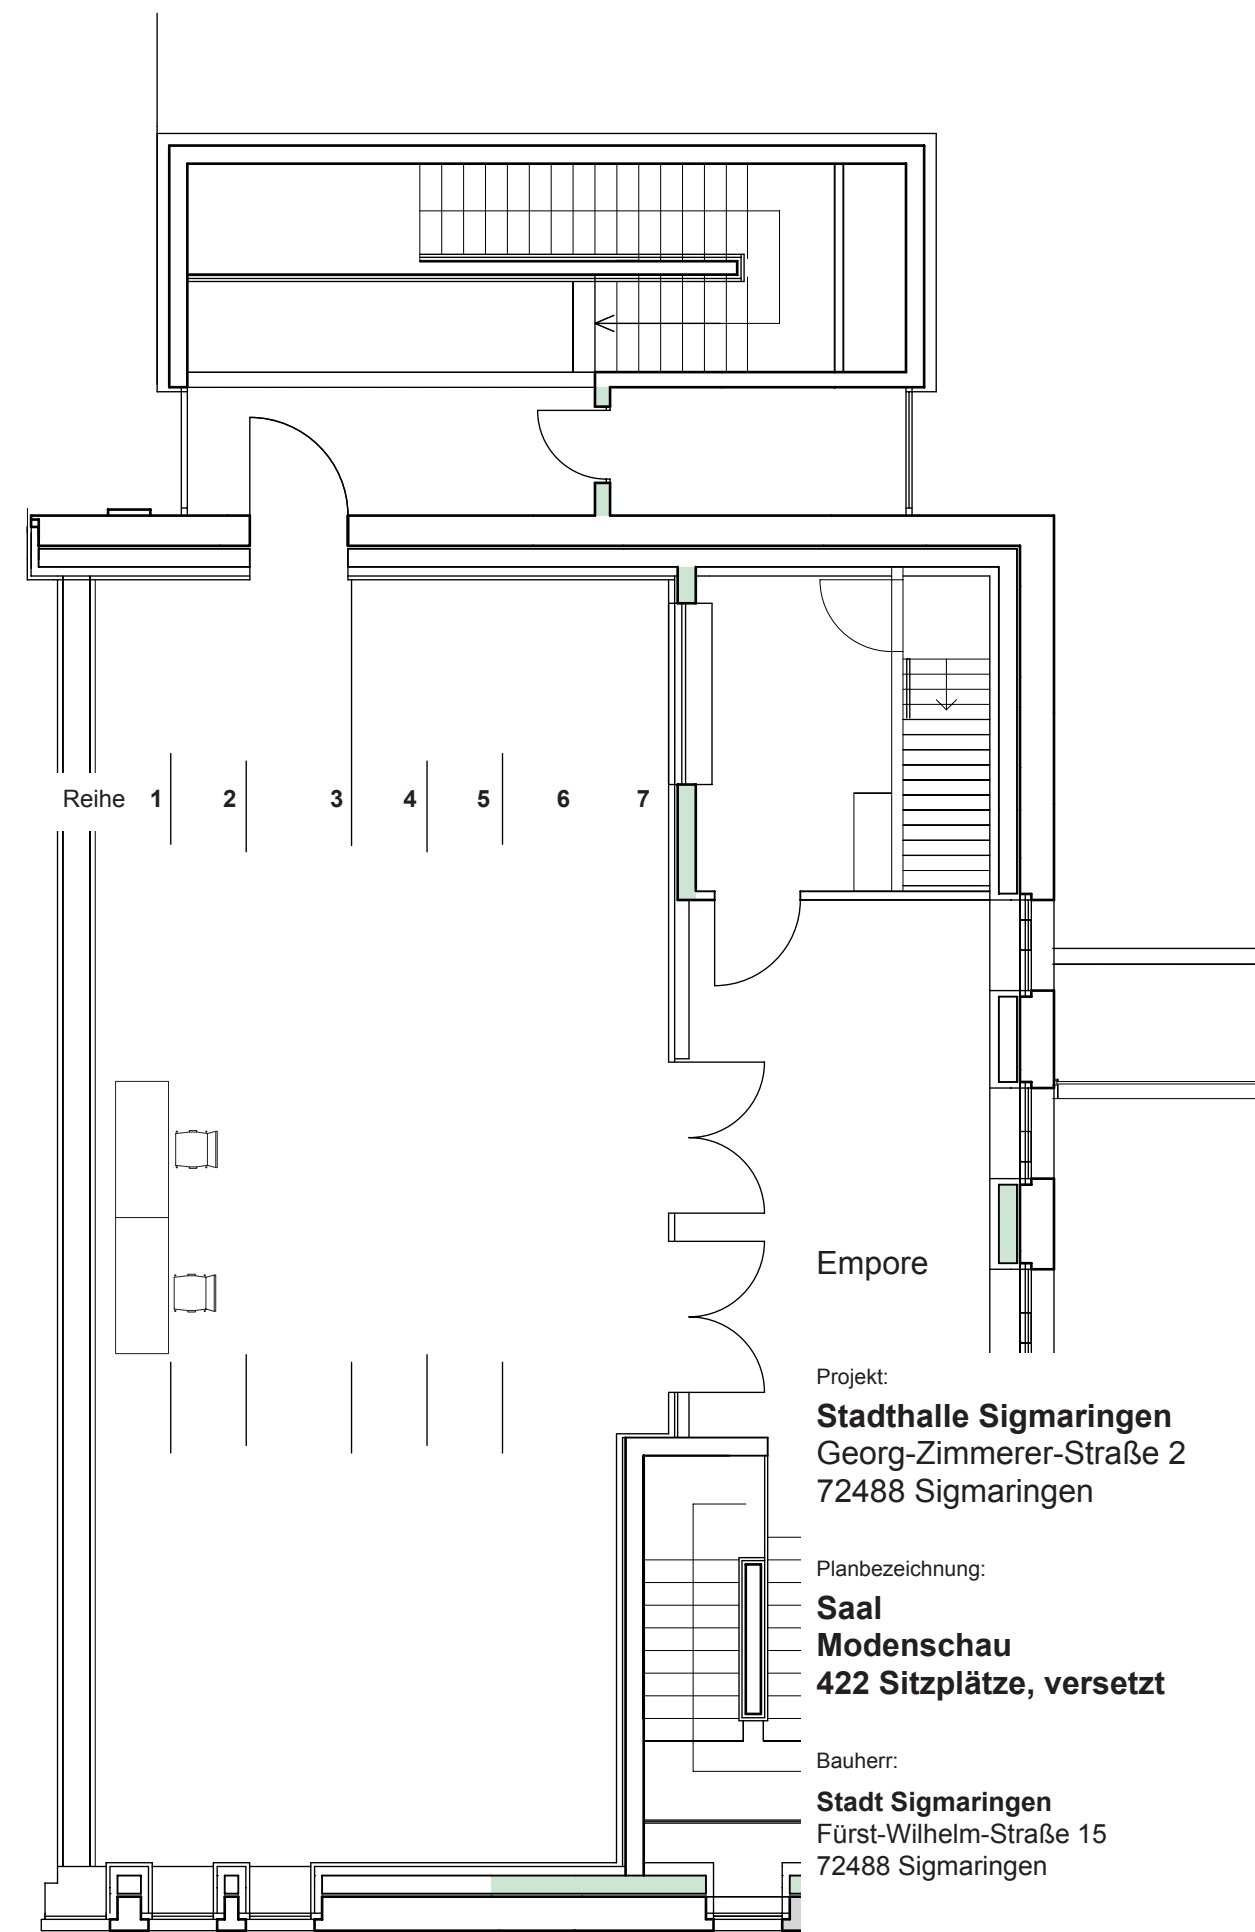 Reihe 1 2 3 4 5 6 7
Empore
Projekt:
Stadthalle Sigmaringen
Georg-Zimmerer-Straße 2
72488 Sigmaringen
Planbezeichnung:
Saal
Modenschau
422 Sitzplätze, versetzt
Bauherr:
Stadt Sigmaringen
Fürst-Wilhelm-Straße 15
72488 Sigmaringen